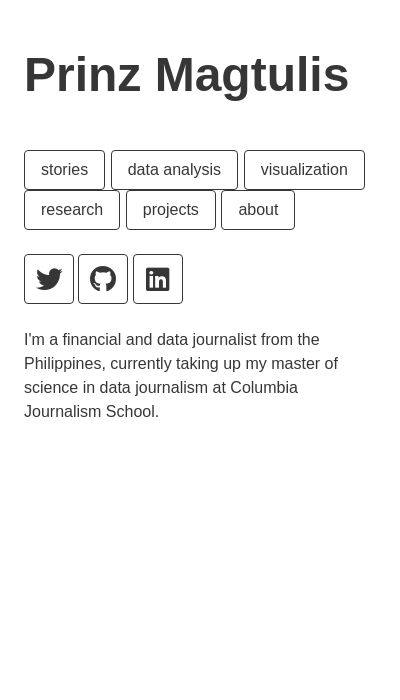 Prinz Magtulis
stories data analysis visualization
research projects about
I'm a financial and data journalist from the
Philippines, currently taking up my master of
science in data journalism at Columbia
Journalism School.